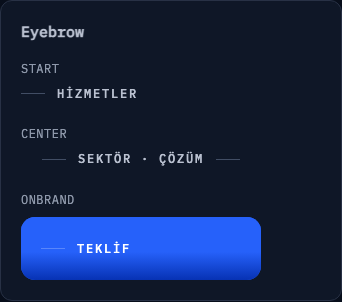 Eyebrow
START
HİZMETLER
CENTER
SEKTÖR · ÇÖZÜM
ONBRAND
TEKLİF